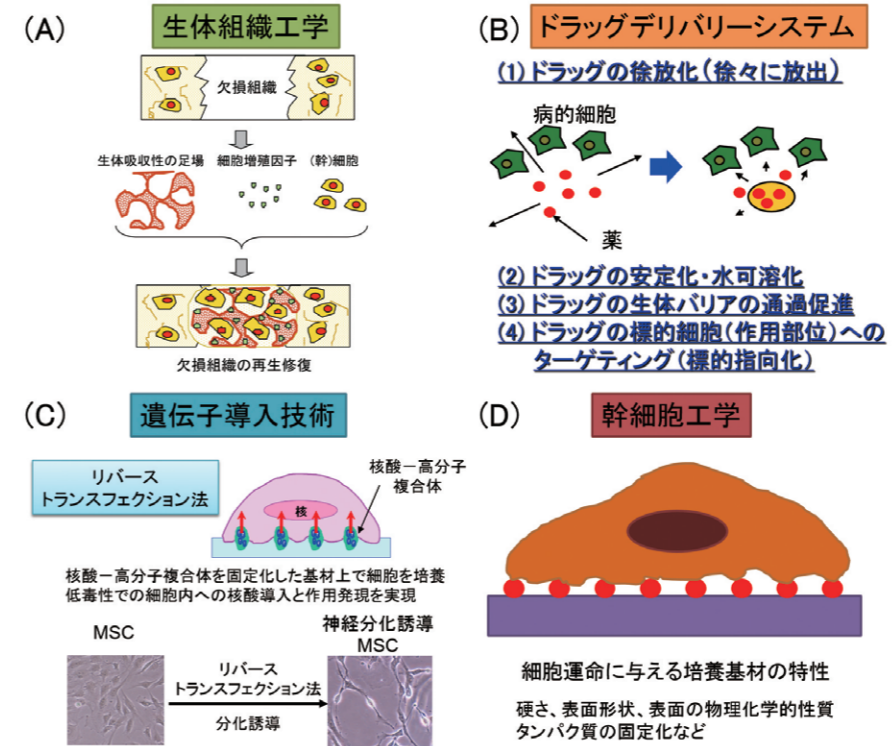 (A)
生体組織工学
欠損組織
生体吸収性の足場 細胞増殖因子 (幹)細胞
欠損組織の再生修復
(B)
ドラッグデリバリーシステム
(1)ドラッグの徐放化(徐々に放出)
病的細胞
薬
(2)ドラッグの安定化・水可溶化
(3)ドラッグの生体バリアの通過促進
(4)ドラッグの標的細胞(作用部位)への
ターゲティング(標的指向化)
(C)
遺伝子導入技術
リバース
トランスフェクション法
核酸－高分子
複合体
核
核酸－高分子複合体を固定化した基材上で細胞を培養
低毒性での細胞内への核酸導入と作用発現を実現
MSC
リバース
トランスフェクション法
分化誘導
神経分化誘導
MSC
(D)
幹細胞工学
細胞運命に与える培養基材の特性
硬さ、表面形状、表面の物理化学的性質
タンパク質の固定化など